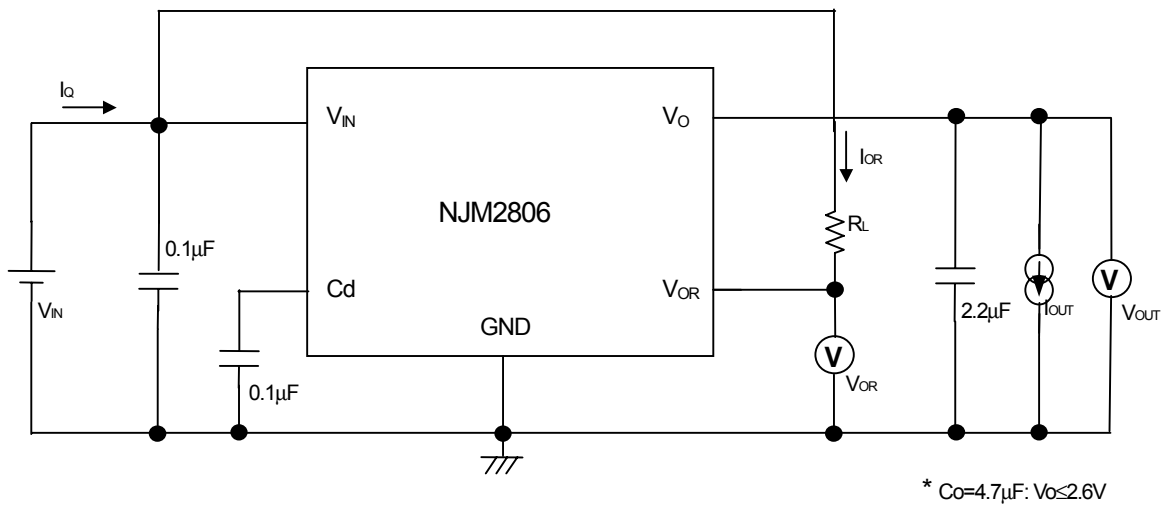 IQ
VIN
VO
IOR
NJM2806
RL
0.1µF
Cd
VOR
VIN
GND
2.2µF
IOUT
V
VOUT
V
VOR
0.1µF
* Co=4.7µF: Vo≤2.6V